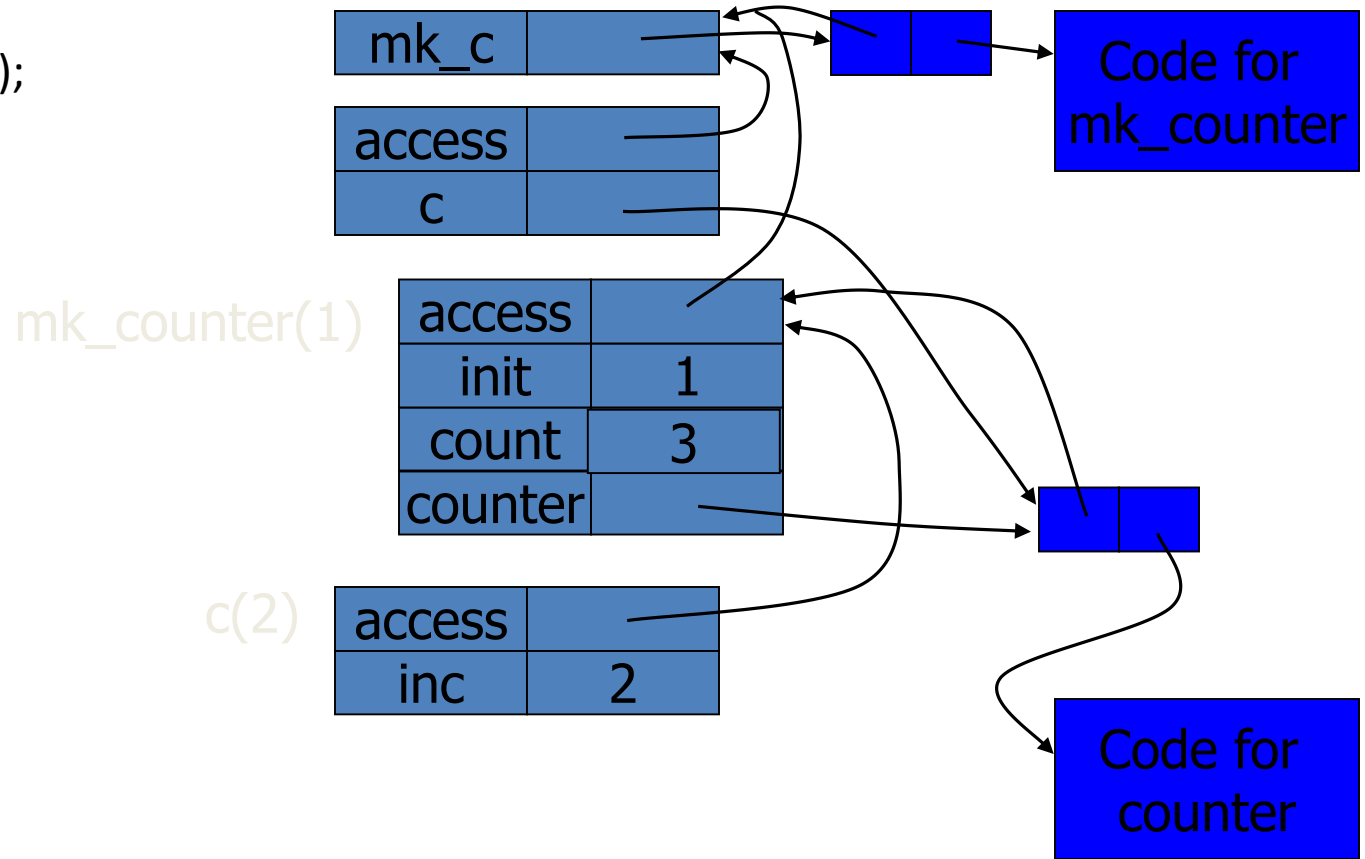 );
mk_c
Code for
mk_counter
access
c
mk_counter(1)
access
init 1
count 3
counter
c(2)
access
inc 2
Code for
counter